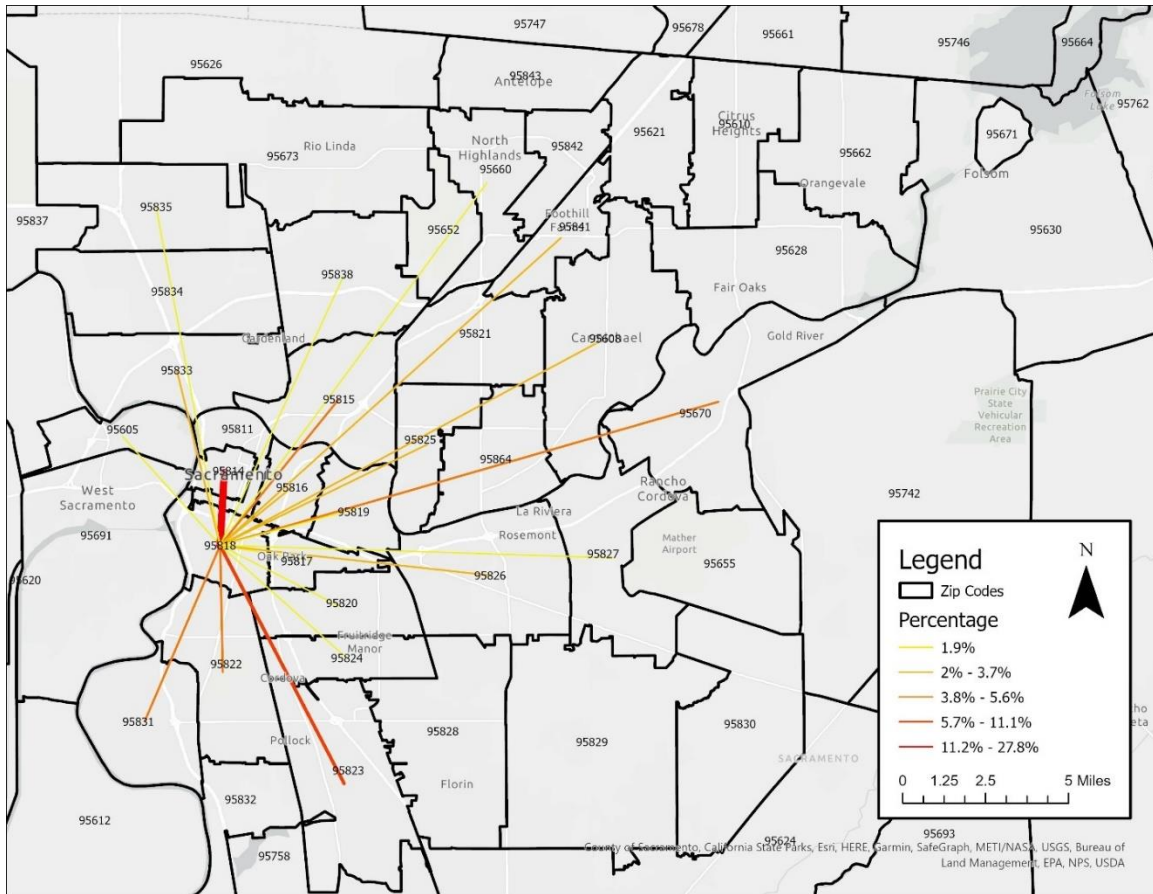 95747
95678
95661
95746
95664
95626
95843
Antelope
Folsom
Lake
95762
95621
Citrus
95610
Heights
95671
North
Highlands
95842
Rio Linda
95673
95660
95662
Orangevale
Folsom
95837
95835
95652
Foothill
95841
95630
95628
95838
95834
Fair Oaks
95821
95608
Gold River
95833
95815
95670
Prairie City
State
Vehicular
Recreation
Area
95605
95811
95825
95864
95814
Sacramento
West
Sacramento
95816
Rancho
Cordova
95742
95819
La Riviera
95691
Rosemont
Mather
Airport
95818
Oak Park
95817
95827
95655
95620
95826
95820
Fruitridge
Manor
95822
95824
Cordova
95831
95828
95830
Pollock
95829
95823
SACRAMENTO
Florin
95832
95612
95758
95624
95693
Legend
Zip Codes
Percentage
1.9%
2% - 3.7%
3.8% - 5.6%
5.7% - 11.1%
11.2% - 27.8%
N
0 1.25 2.5 5 Miles
County of Sacramento, California State Parks, Esri, HERE, Garmin, SafeGraph, METI/NASA, USGS, Bureau of
Land Management, EPA, NPS, USDA